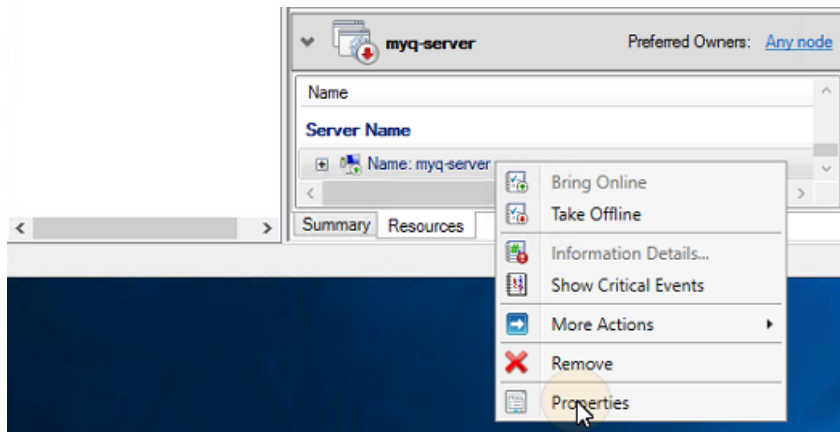 myq-server Preferred Owners: Any node
Name
Server Name
Name: myq-server
Bring Online
Take Offline
Summary Resources
Information Details...
Show Critical Events
More Actions
Remove
Properties